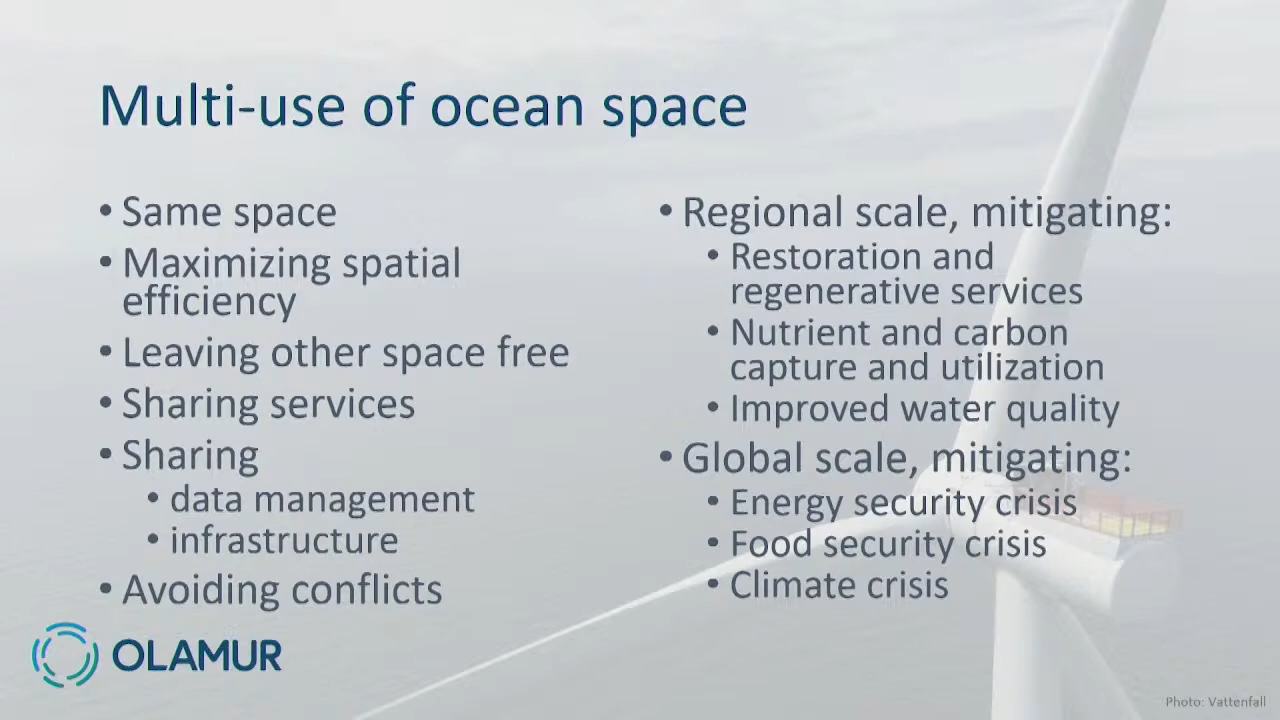 Multi-use of ocean space
• Same space
• Maximizing spatial
efficiency
• Leaving other space free
• Sharing services
• Sharing
• data management
• infrastructure
• Avoiding conflicts
• Regional scale, mitigating:
• Restoration and
regenerative services
• Nutrient and carbon
capture and utilization
• Improved water quality
• Global scale, mitigating:
• Energy security crisis
• Food security crisis
• Climate crisis
OLAMUR
Photo: Vattenfall